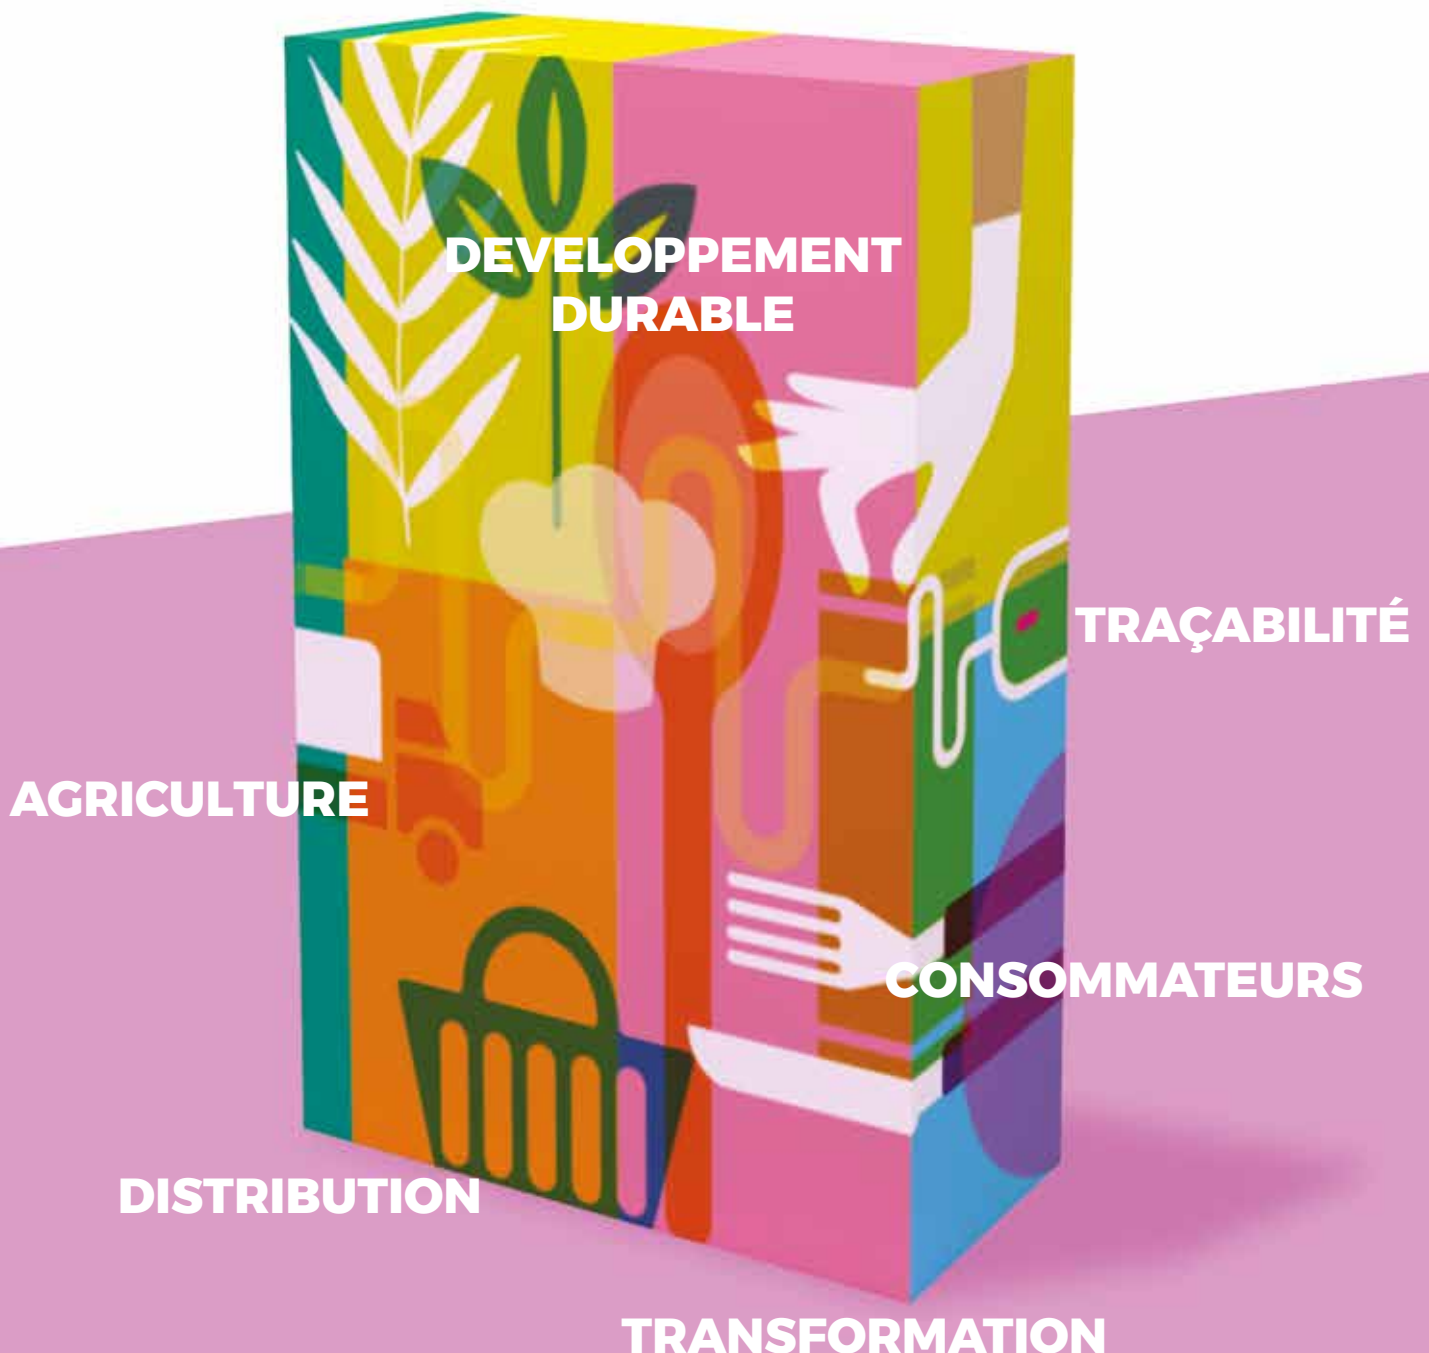 DEVELOPPEMENT
DURABLE
TRAÇABILITÉ
AGRICULTURE
CONSOMMATEURS
DISTRIBUTION
TRANSFORMATION